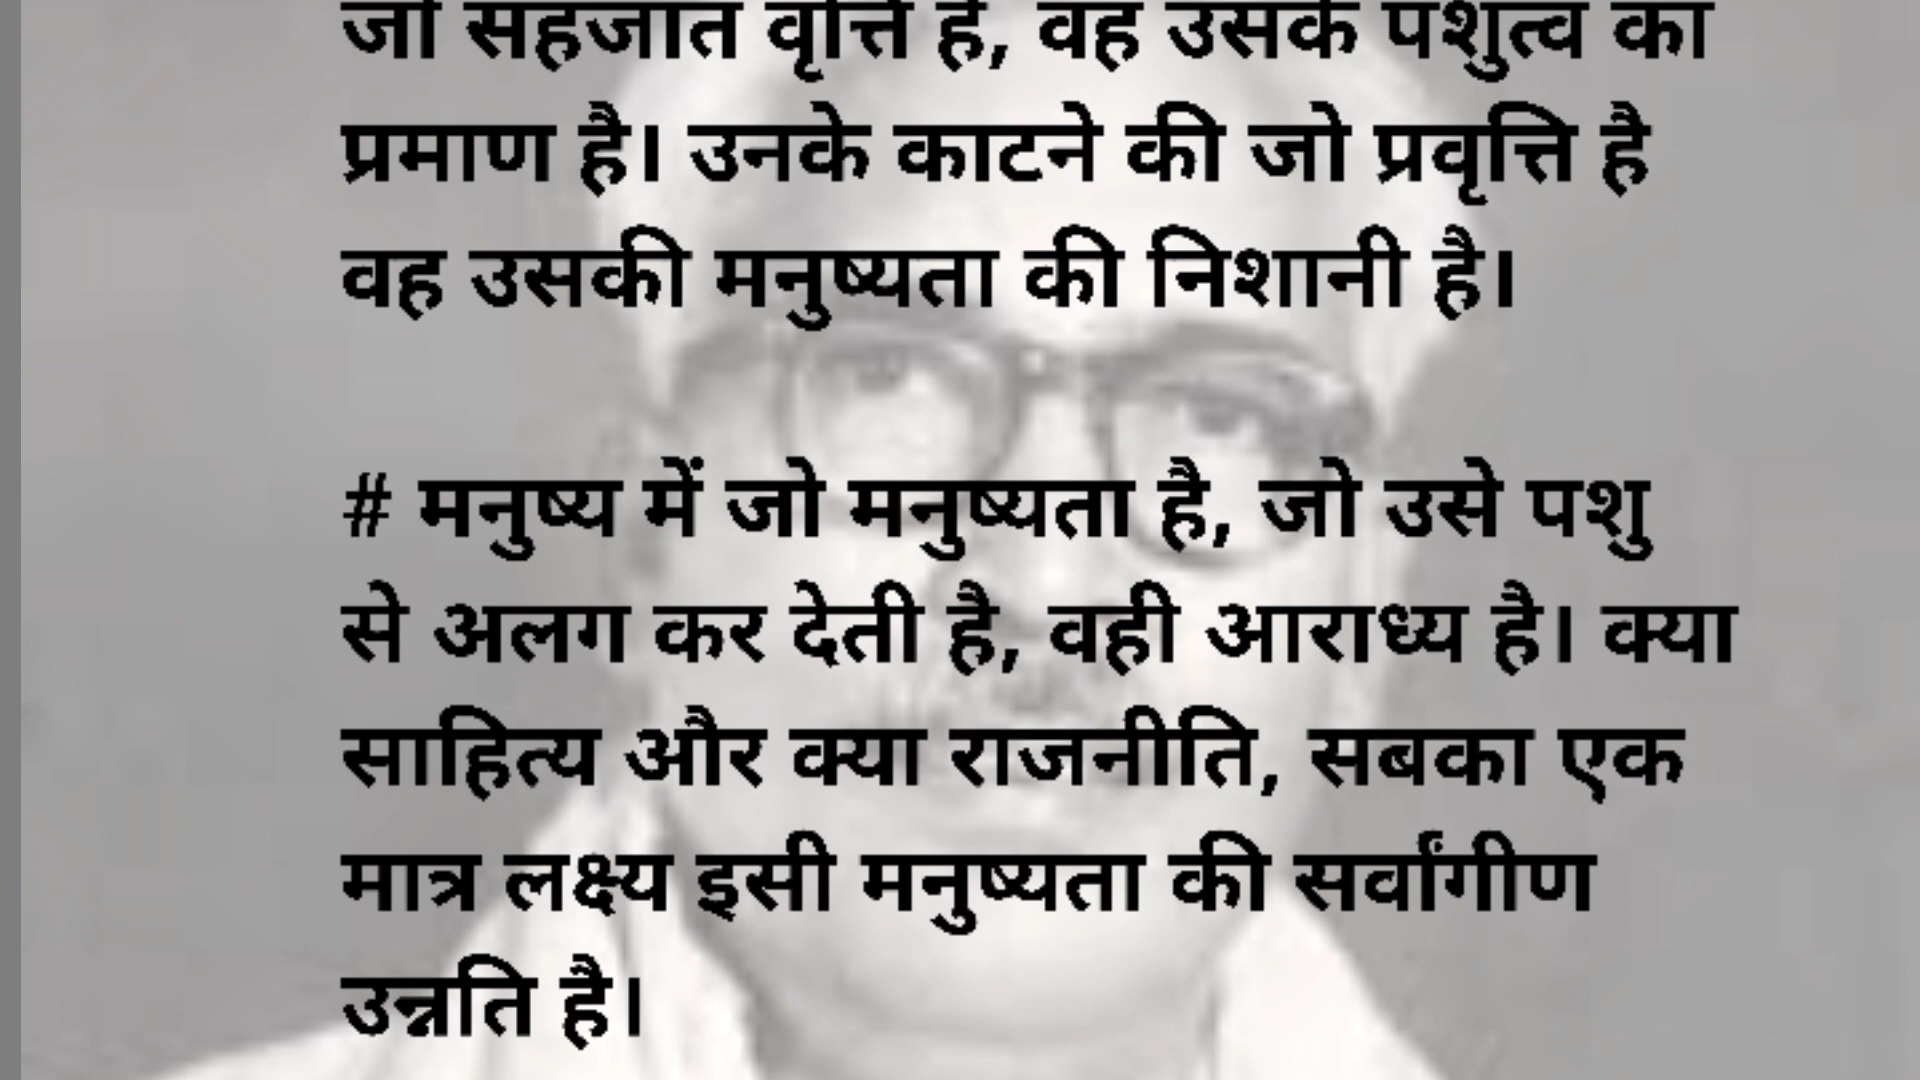 जो सहजात वृत्ति है, वह उसके पशुत्व का
प्रमाण है। उनके काटने की जो प्रवृत्ति है
वह उसकी मनुष्यता की निशानी है।
# मनुष्य में जो मनुष्यता है, जो उसे पशु
से अलग कर देती है, वही आराध्य है। क्या
साहित्य और क्या राजनीति, सबका एक
मात्र लक्ष्य इसी मनुष्यता की सर्वांगीण
उन्नति है।